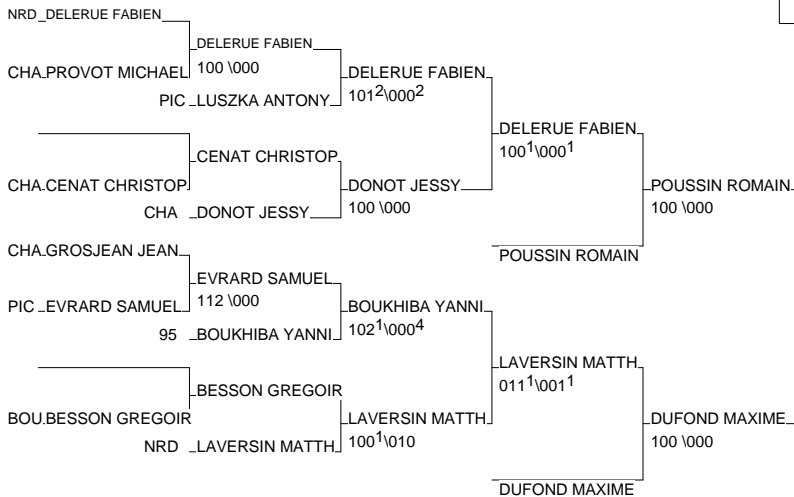 NRD DELERUE FABIEN
DELERUE FABIEN
100 \000
CHA PROVOT MICHAEL
DELERUE FABIEN
101²\000²
PIC LUSZKA ANTONY
DELERUE FABIEN
100¹\000¹
CENAT CHRISTOP
CHA CENAT CHRISTOP
DONOT JESSY
100 \000
POUSSIN ROMAIN
100 \000
CHA DONOT JESSY
CHA GROSJEAN JEAN
POUSSIN ROMAIN
EVRARD SAMUEL
112 \000
PIC EVRARD SAMUEL
BOUKHIBA YANNI
102¹\000⁴
95 BOUKHIBA YANNI
LAVERSIN MATTH
011¹\001¹
BESSON GREGOIR
BOU BESSON GREGOIR
LAVERSIN MATTH
100¹\010
DUFOND MAXIME
100 \000
NRD LAVERSIN MATTH
DUFOND MAXIME